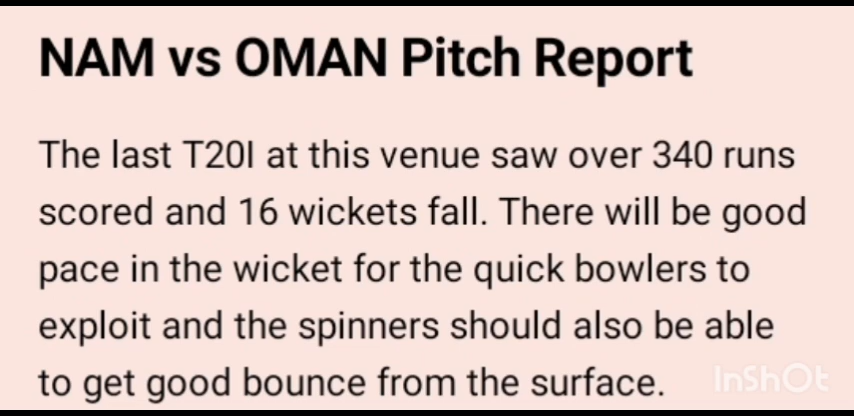 NAM vs OMAN Pitch Report
The last T20I at this venue saw over 340 runs
scored and 16 wickets fall. There will be good
pace in the wicket for the quick bowlers to
exploit and the spinners should also be able
to get good bounce from the surface.
InShOt